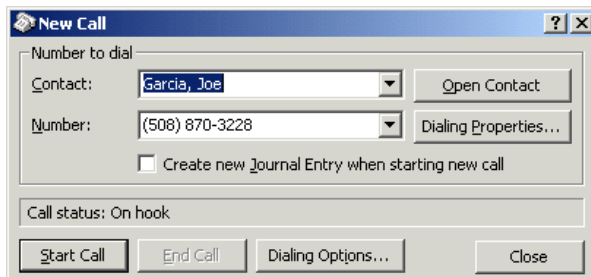 New Call
Number to dial
Contact: Garcia, Joe Open Contact
Number: (508) 870-3228 Dialing Properties...
Create new Journal Entry when starting new call
Call status: On hook
Start Call End Call Dialing Options... Close